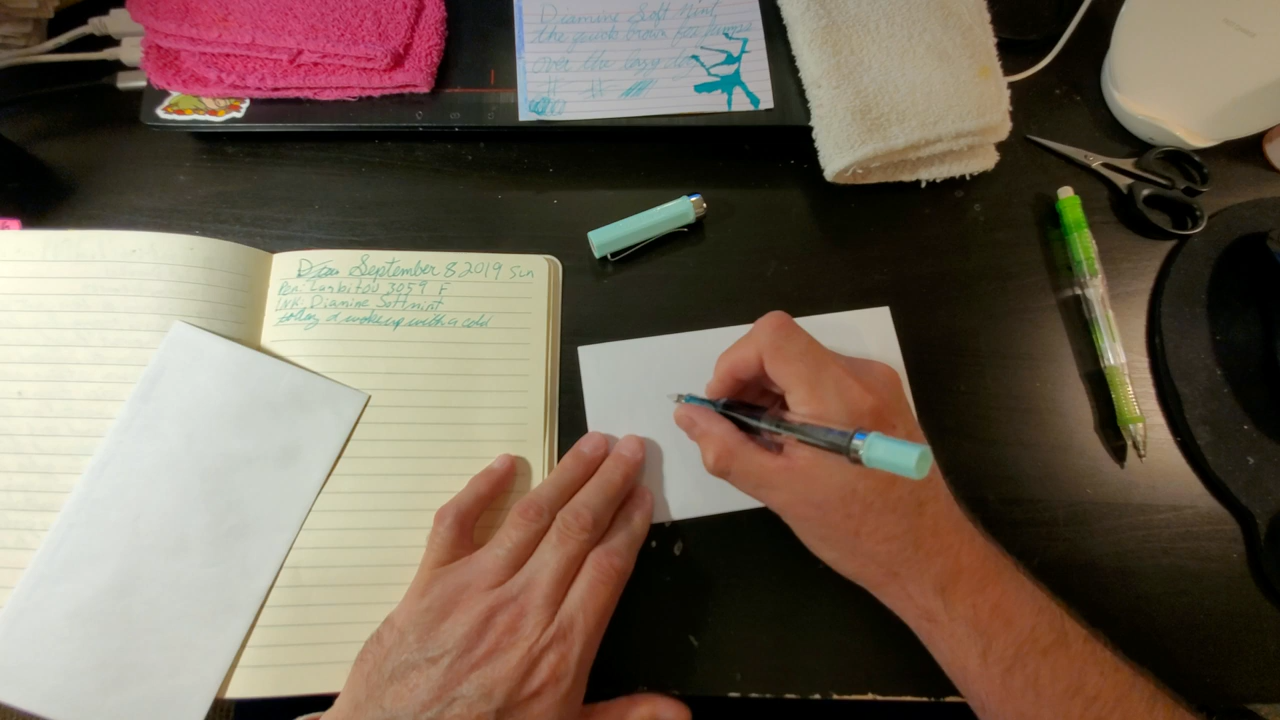 Diamine Soft Mint
the quick brown fox jumps
over the lazy dog
September 8 2019 Sun
Pen: Lanbitou 3059 F
INK: Diamine Soft mint
today I woke up with a cold